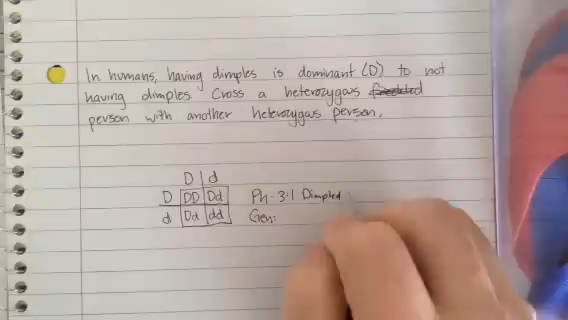 In humans, having dimples is dominant (D) to not
having dimples. Cross a heterozygous
person with another heterozygous person.
D d
D DD Dd Ph- 3:1 Dimpled
d Dd dd Gen: